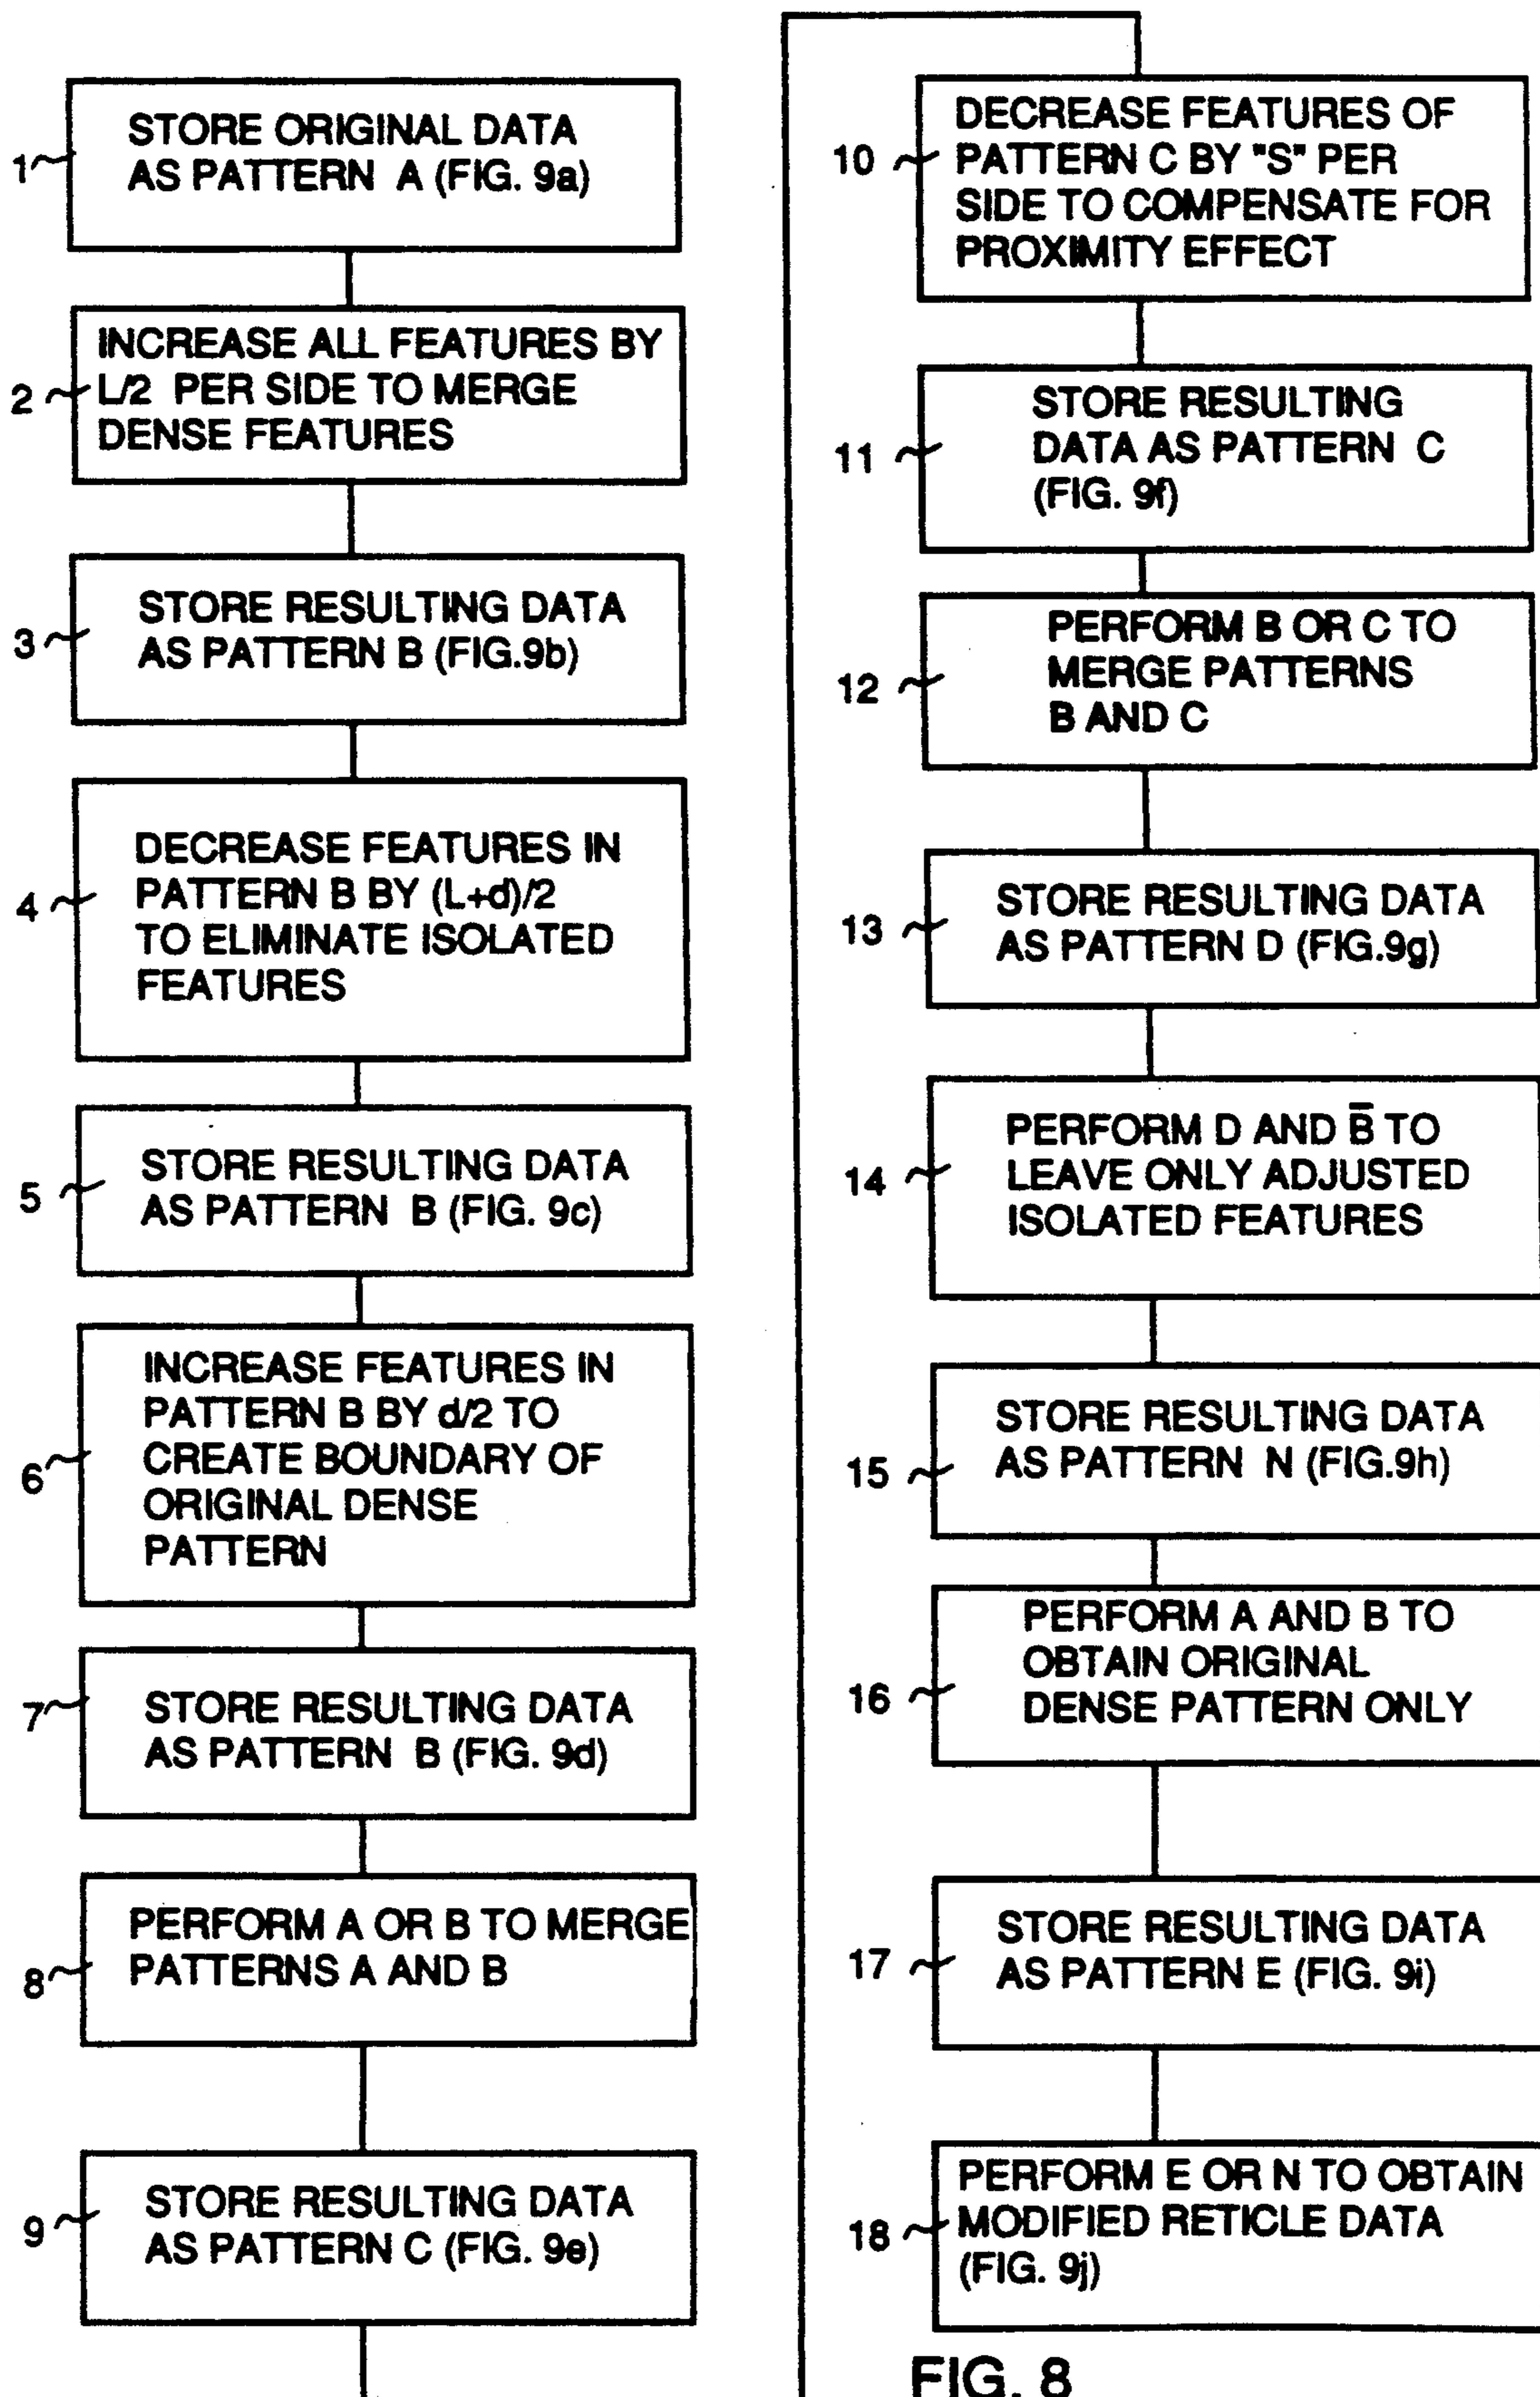 1
STORE ORIGINAL DATA
AS PATTERN A (FIG. 9a)
2
INCREASE ALL FEATURES BY
L/2 PER SIDE TO MERGE
DENSE FEATURES
3
STORE RESULTING DATA
AS PATTERN B (FIG.9b)
4
DECREASE FEATURES IN
PATTERN B BY (L+d)/2
TO ELIMINATE ISOLATED
FEATURES
5
STORE RESULTING DATA
AS PATTERN B (FIG. 9c)
6
INCREASE FEATURES IN
PATTERN B BY d/2 TO
CREATE BOUNDARY OF
ORIGINAL DENSE
PATTERN
7
STORE RESULTING DATA
AS PATTERN B (FIG. 9d)
8
PERFORM A OR B TO MERGE
PATTERNS A AND B
9
STORE RESULTING DATA
AS PATTERN C (FIG. 9e)
10
DECREASE FEATURES OF
PATTERN C BY "S" PER
SIDE TO COMPENSATE FOR
PROXIMITY EFFECT
11
STORE RESULTING
DATA AS PATTERN C
(FIG. 9f)
12
PERFORM B OR C TO
MERGE PATTERNS
B AND C
13
STORE RESULTING DATA
AS PATTERN D (FIG.9g)
14
PERFORM D AND B̅ TO
LEAVE ONLY ADJUSTED
ISOLATED FEATURES
15
STORE RESULTING DATA
AS PATTERN N (FIG.9h)
16
PERFORM A AND B TO
OBTAIN ORIGINAL
DENSE PATTERN ONLY
17
STORE RESULTING DATA
AS PATTERN E (FIG. 9i)
18
PERFORM E OR N TO OBTAIN
MODIFIED RETICLE DATA
(FIG. 9j)
FIG. 8